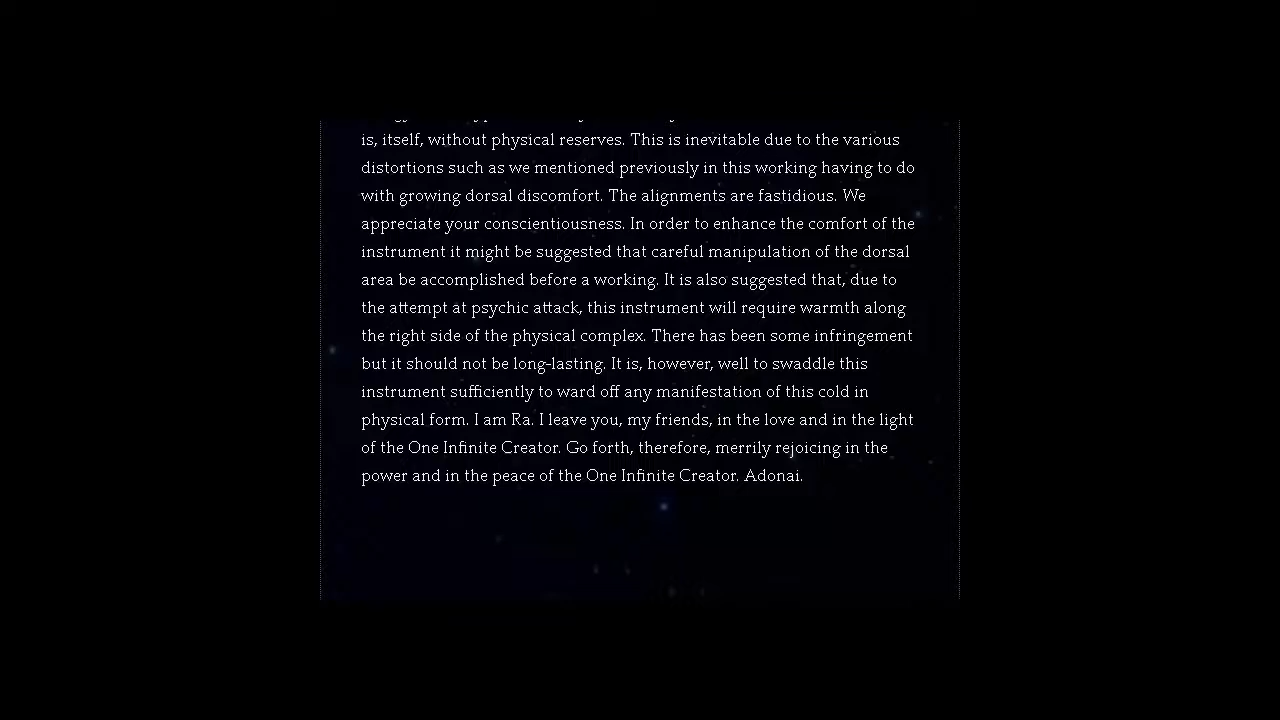 is, itself, without physical reserves. This is inevitable due to the various
distortions such as we mentioned previously in this working having to do
with growing dorsal discomfort. The alignments are fastidious. We
appreciate your conscientiousness. In order to enhance the comfort of the
instrument it might be suggested that careful manipulation of the dorsal
area be accomplished before a working. It is also suggested that, due to
the attempt at psychic attack, this instrument will require warmth along
the right side of the physical complex. There has been some infringement
but it should not be long-lasting. It is, however, well to swaddle this
instrument sufficiently to ward off any manifestation of this cold in
physical form. I am Ra. I leave you, my friends, in the love and in the light
of the One Infinite Creator. Go forth, therefore, merrily rejoicing in the
power and in the peace of the One Infinite Creator. Adonai.